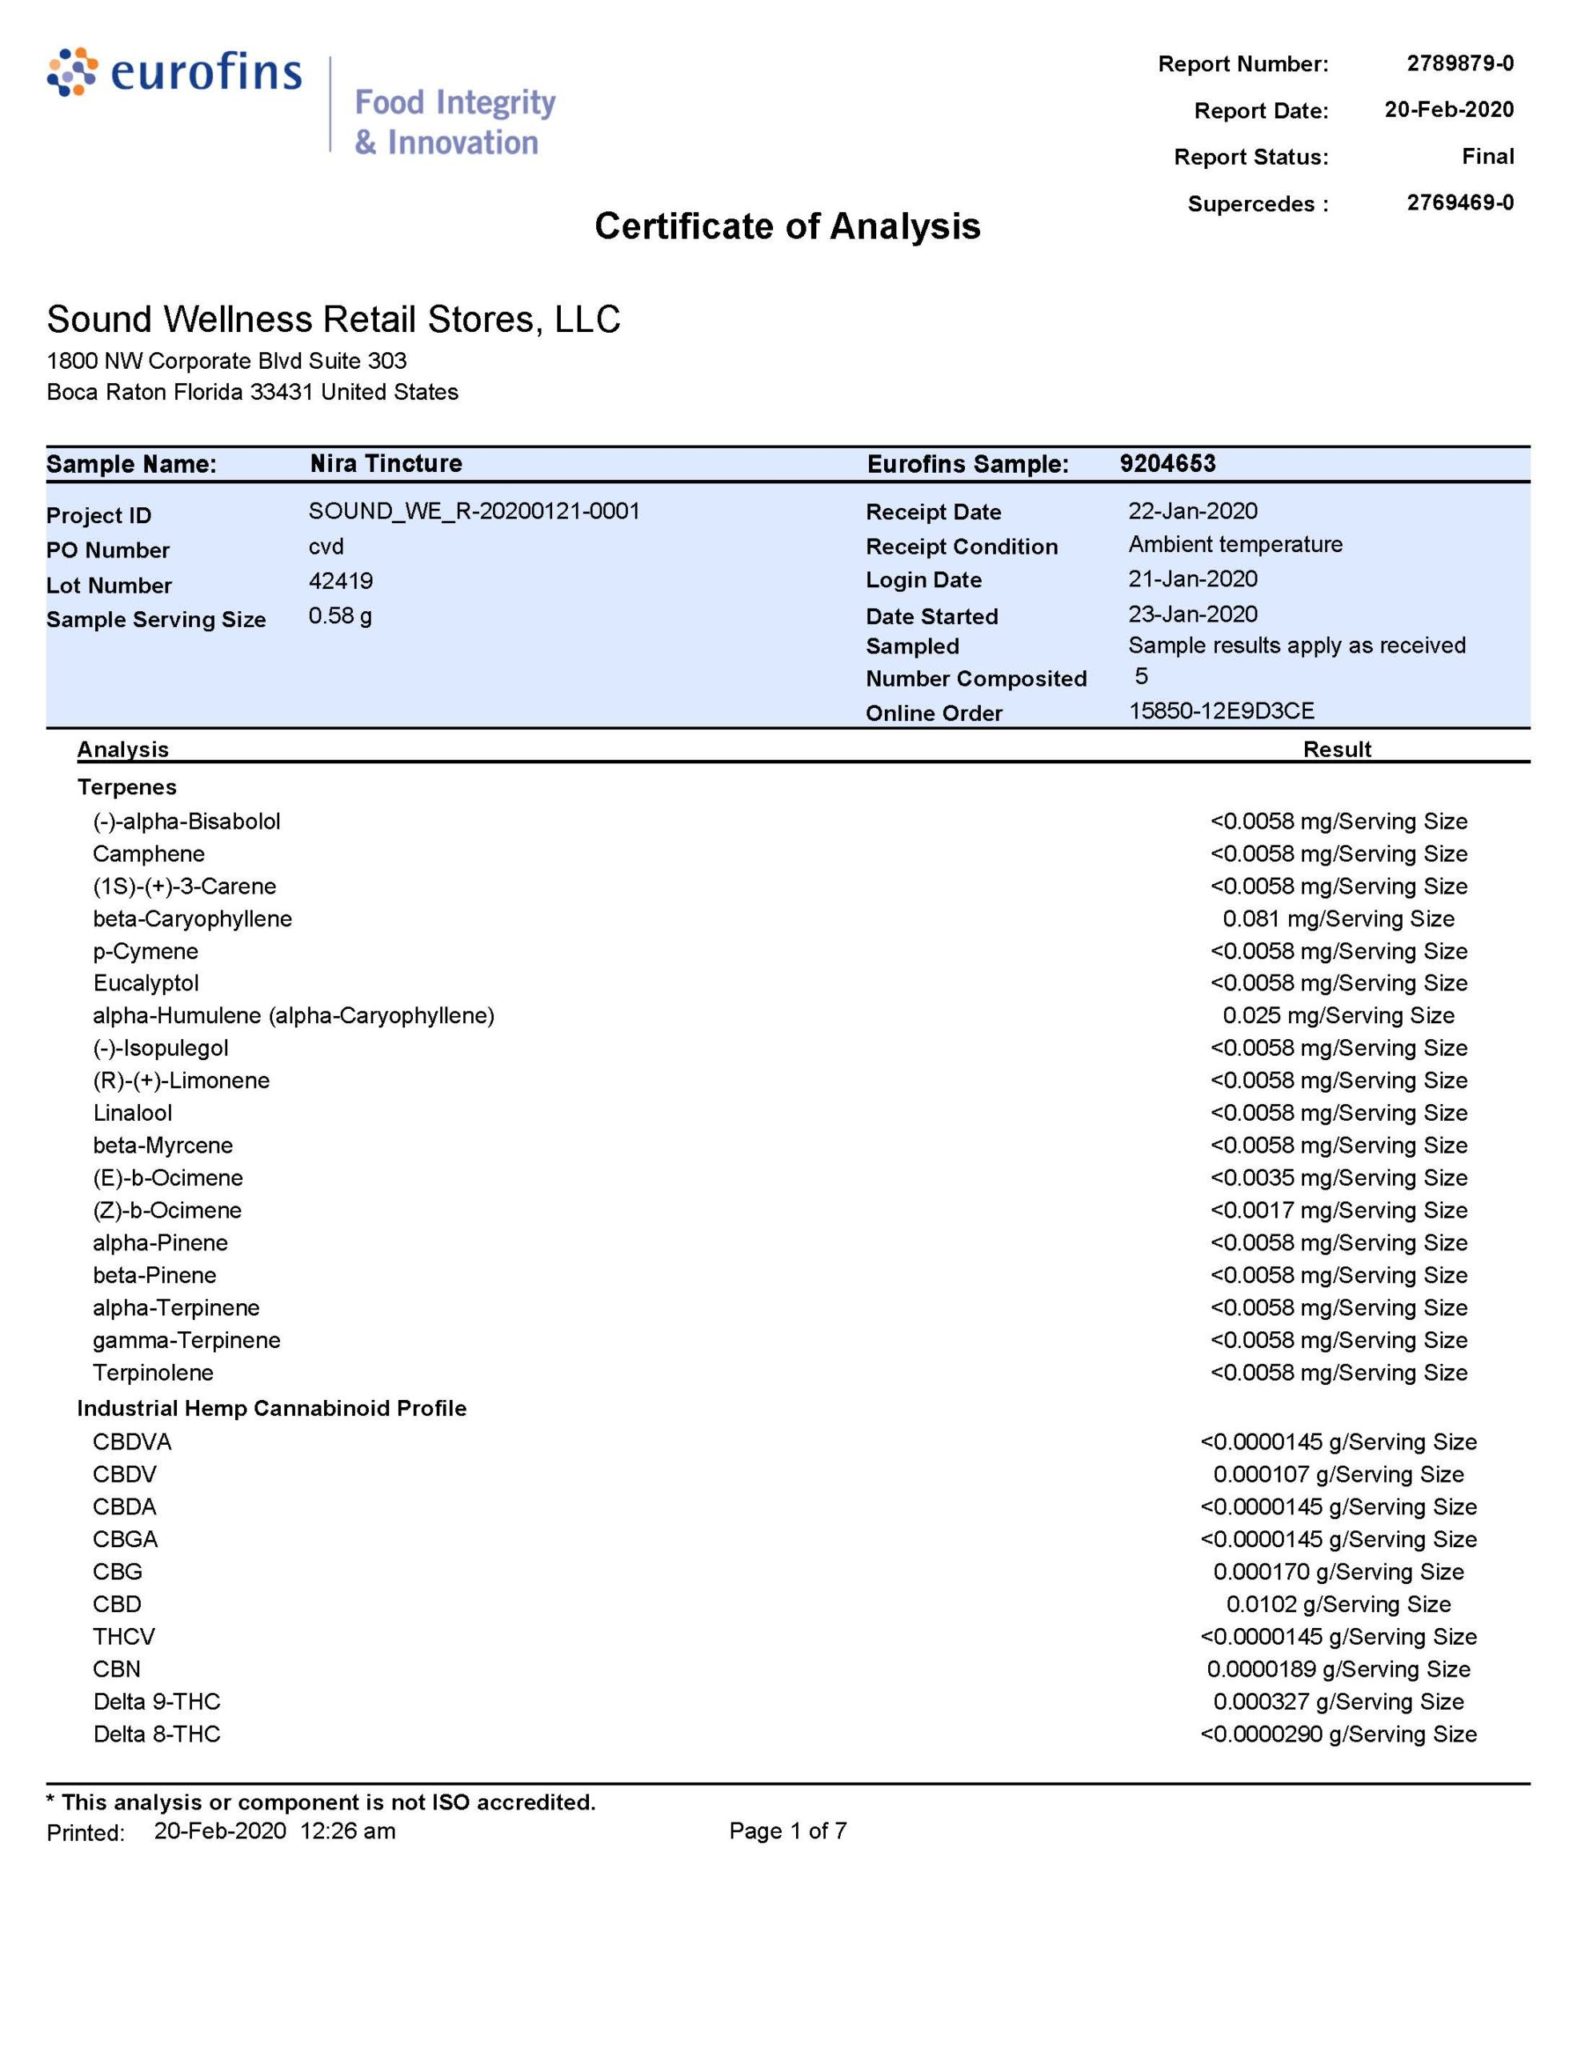 eurofins
Food Integrity
& Innovation
Report Number: 2789879-0
Report Date: 20-Feb-2020
Report Status: Final
Supercedes : 2769469-0
Certificate of Analysis
Sound Wellness Retail Stores, LLC
1800 NW Corporate Blvd Suite 303
Boca Raton Florida 33431 United States
Sample Name: Nira Tincture Eurofins Sample: 9204653
Project ID SOUND_WE_R-20200121-0001 Receipt Date 22-Jan-2020
PO Number cvd Receipt Condition Ambient temperature
Lot Number 42419 Login Date 21-Jan-2020
Sample Serving Size 0.58 g Date Started 23-Jan-2020
Sampled Sample results apply as received
Number Composited 5
Online Order 15850-12E9D3CE
Analysis Result
Terpenes
(-)-alpha-Bisabolol <0.0058 mg/Serving Size
Camphene <0.0058 mg/Serving Size
(1S)-(+)-3-Carene <0.0058 mg/Serving Size
beta-Caryophyllene 0.081 mg/Serving Size
p-Cymene <0.0058 mg/Serving Size
Eucalyptol <0.0058 mg/Serving Size
alpha-Humulene (alpha-Caryophyllene) 0.025 mg/Serving Size
(-)-Isopulegol <0.0058 mg/Serving Size
(R)-(+)-Limonene <0.0058 mg/Serving Size
Linalool <0.0058 mg/Serving Size
beta-Myrcene <0.0058 mg/Serving Size
(E)-b-Ocimene <0.0035 mg/Serving Size
(Z)-b-Ocimene <0.0017 mg/Serving Size
alpha-Pinene <0.0058 mg/Serving Size
beta-Pinene <0.0058 mg/Serving Size
alpha-Terpinene <0.0058 mg/Serving Size
gamma-Terpinene <0.0058 mg/Serving Size
Terpinolene <0.0058 mg/Serving Size
Industrial Hemp Cannabinoid Profile
CBDVA <0.0000145 g/Serving Size
CBDV 0.000107 g/Serving Size
CBDA <0.0000145 g/Serving Size
CBGA <0.0000145 g/Serving Size
CBG 0.000170 g/Serving Size
CBD 0.0102 g/Serving Size
THCV <0.0000145 g/Serving Size
CBN 0.0000189 g/Serving Size
Delta 9-THC 0.000327 g/Serving Size
Delta 8-THC <0.0000290 g/Serving Size
* This analysis or component is not ISO accredited.
Printed: 20-Feb-2020 12:26 am Page 1 of 7